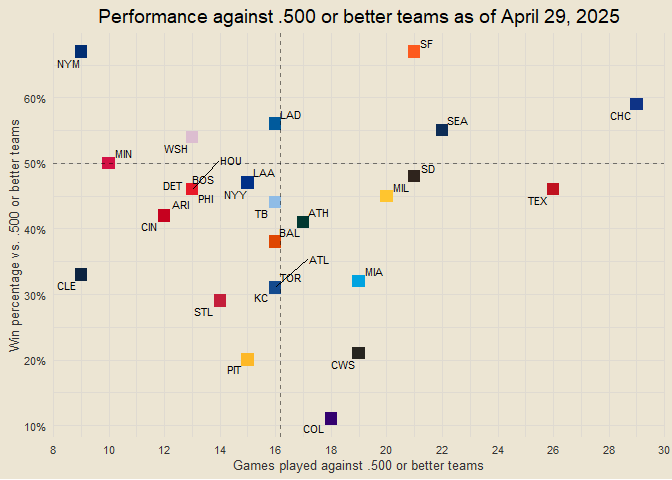 Performance against .500 or better teams as of April 29, 2025
SF
NYM
CHC
LAD
SEA
WSH
MIN
HOU
SD
LAA
DET BOS
PHI
NYY
MIL
TEX
TB
ARI
CIN
ATH
BAL
ATL
MIA
CLE
TOR
KC
STL
CWS
PIT
COL
60%
50%
40%
30%
20%
10%
Win percentage vs. .500 or better teams
8 10 12 14 16 18 20 22 24 26 28 30
Games played against .500 or better teams